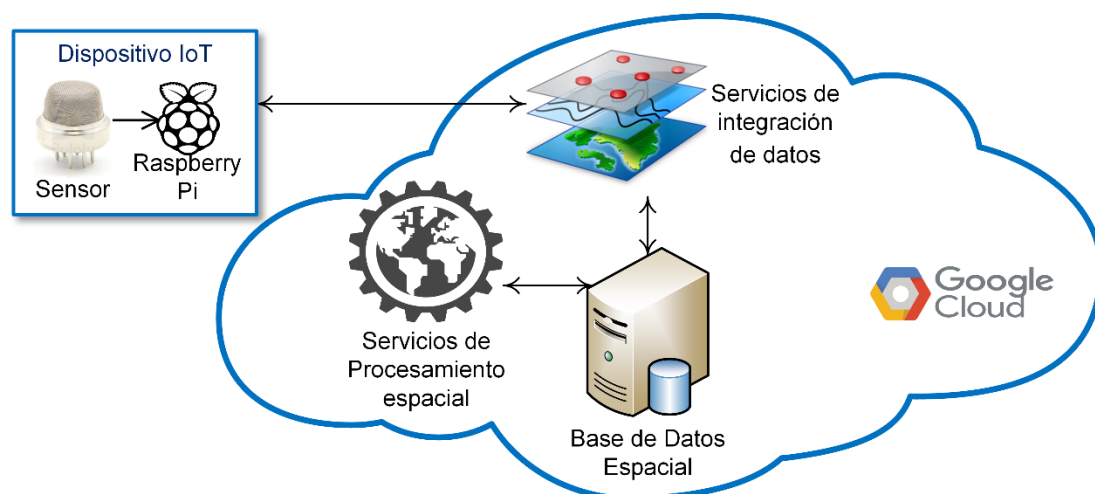 Dispositivo IoT
Sensor
Raspberry
Pi
Servicios de
integración
de datos
Servicios de
Procesamiento
espacial
Base de Datos
Espacial
Google
Cloud